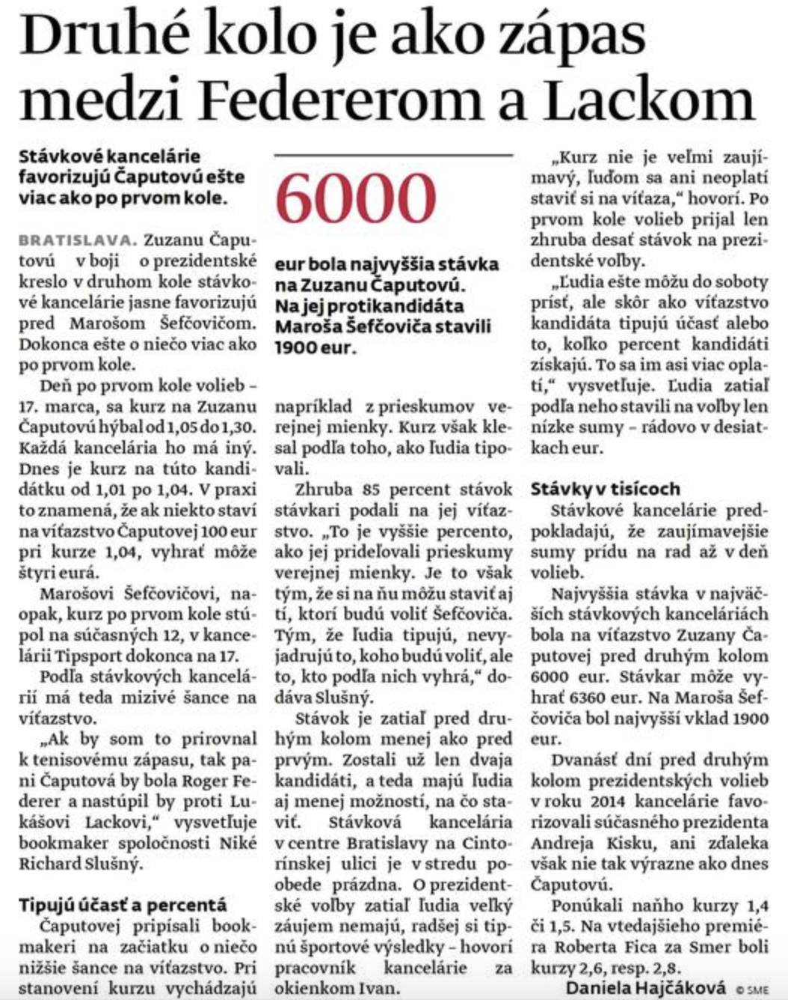 Druhé kolo je ako zápas
medzi Federerom a Lackom
Stávkové kancelárie
favorizujú Čaputovú ešte
viac ako po prvom kole.
BRATISLAVA. Zuzanu Čapu-
tovú v boji o prezidentské
kreslo v druhom kole stávko-
vé kancelárie jasne favorizujú
pred Marošom Šefčovičom.
Dokonca ešte o niečo viac ako
po prvom kole.
Deň po prvom kole volieb –
17. marca, sa kurz na Zuzanu
Čaputovú hýbal od 1,05 do 1,30.
Každá kancelária ho má iný.
Dnes je kurz na túto kandi-
dátku od 1,01 po 1,04. V praxi
to znamená, že ak niekto staví
na víťazstvo Čaputovej 100 eur
pri kurze 1,04, vyhrať môže
štyri eurá.
Marošovi Šefčovičovi, na-
opak, kurz po prvom kole stú-
pol na súčasných 12, v kance-
lárii Tipsport dokonca na 17.
Podľa stávkových kancelá-
rií má teda mizivé šance na
víťazstvo.
„Ak by som to prirovnal
k tenisovému zápasu, tak pa-
ni Čaputová by bola Roger Fe-
derer a nastúpil by proti Lu-
kášovi Lackovi,“ vysvetľuje
bookmaker spoločnosti Niké
Richard Slušný.
Tipujú účasť a percentá
Čaputovej pripísali book-
makeri na začiatku o niečo
nižšie šance na víťazstvo. Pri
stanovení kurzu vychádzajú
6000
eur bola najvyššia stávka
na Zuzanu Čaputovú.
Na jej protikandidáta
Maroša Šefčoviča stavili
1900 eur.
napríklad z prieskumov ve-
rejnej mienky. Kurz však kle-
sal podľa toho, ako ľudia tipo-
vali.
Zhruba 85 percent stávok
stávkari podali na jej víťaz-
stvo. „To je vyššie percento,
ako jej prideľovali prieskumy
verejnej mienky. Je to však
tým, že si na ňu môžu staviť aj
tí, ktorí budú voliť Šefčoviča.
Tým, že ľudia tipujú, nevy-
jadrujú to, koho budú voliť, ale
to, kto podľa nich vyhrá,“ do-
dáva Slušný.
Stávok je zatiaľ pred dru-
hým kolom menej ako pred
prvým. Zostali už len dvaja
kandidáti, a teda majú ľudia
aj menej možností, na čo sta-
viť. Stávková kancelária
v centre Bratislavy na Cinto-
rínskej ulici je v stredu po-
obede prázdna. O prezident-
ské voľby zatiaľ ľudia veľký
záujem nemajú, radšej si tip-
nú športové výsledky – hovorí
pracovník kancelárie za
okienkom Ivan.
„Kurz nie je veľmi zaují-
mavý, ľuďom sa ani neoplatí
staviť si na víťaza,“ hovorí. Po
prvom kole volieb prijal len
zhruba desať stávok na prezi-
dentské voľby.
„Ľudia ešte môžu do soboty
prísť, ale skôr ako víťazstvo
kandidáta tipujú účasť alebo
to, koľko percent kandidáti
získajú. To sa im asi viac opla-
tí,“ vysvetľuje. Ľudia zatiaľ
podľa neho stavili na voľby len
nízke sumy – rádovo v desiat-
kach eur.
Stávky v tisícoch
Stávkové kancelárie pred-
pokladajú, že zaujímavejšie
sumy prídu na rad až v deň
volieb.
Najvyššia stávka v najväč-
ších stávkových kanceláriách
bola na víťazstvo Zuzany Ča-
putovej pred druhým kolom
6000 eur. Stávkar môže vy-
hrať 6360 eur. Na Maroša Šef-
čoviča bol najvyšší vklad 1900
eur.
Dvanásť dní pred druhým
kolom prezidentských volieb
v roku 2014 kancelárie favo-
rizovali súčasného prezidenta
Andreja Kisku, ani zďaleka
však nie tak výrazne ako dnes
Čaputovú.
Ponúkali naňho kurzy 1,4
či 1,5. Na vtedajšieho premié-
ra Roberta Fica za Smer boli
kurzy 2,6, resp. 2,8.
Daniela Hajčáková © SME